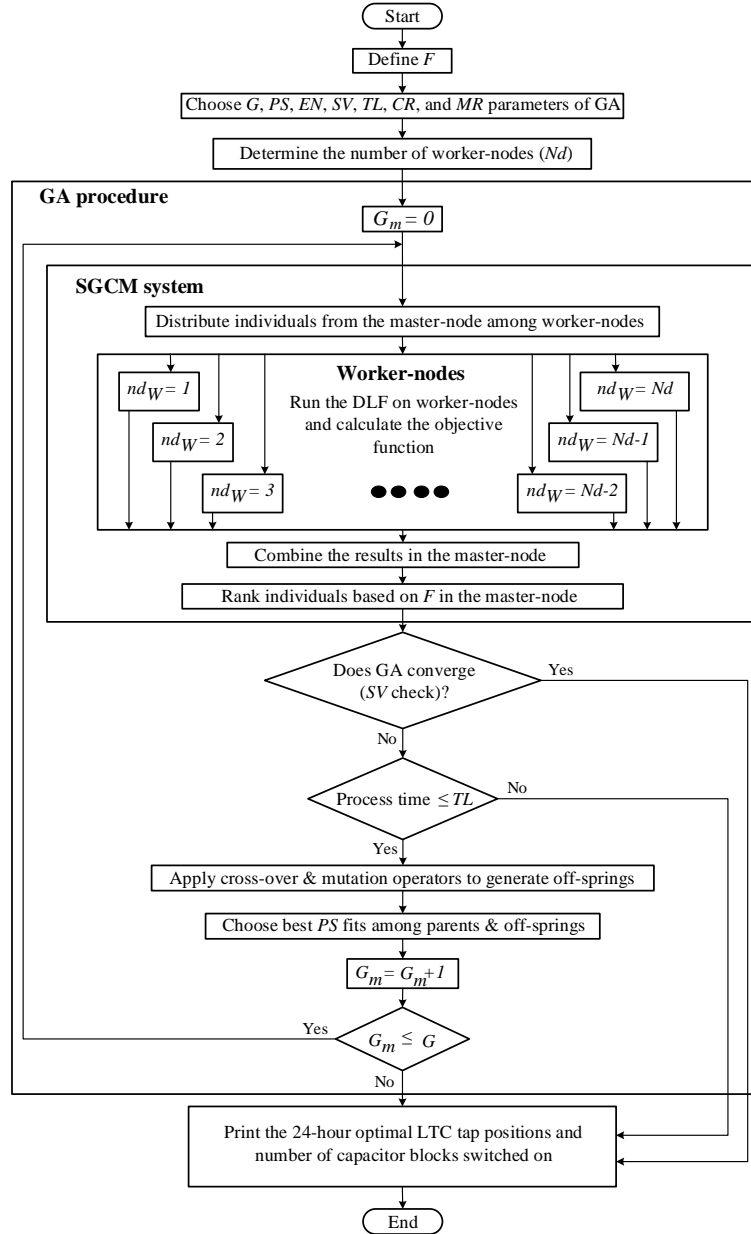 Start
Define F
Choose G, PS, EN, SV, TL, CR, and MR parameters of GA
Determine the number of worker-nodes (Nd)
GA procedure
Gm = 0
SGCM system
Distribute individuals from the master-node among worker-nodes
Worker-nodes
Run the DLF on worker-nodes
and calculate the objective
function
ndW = 1
ndW = 2
ndW = 3
ndW = Nd
ndW = Nd-1
ndW = Nd-2
Combine the results in the master-node
Rank individuals based on F in the master-node
Does GA converge
(SV check)?
Yes
No
Process time ≤ TL
No
Yes
Apply cross-over & mutation operators to generate off-springs
Choose best PS fits among parents & off-springs
Gm = Gm+1
Yes
Gm ≤ G
No
Print the 24-hour optimal LTC tap positions and
number of capacitor blocks switched on
End